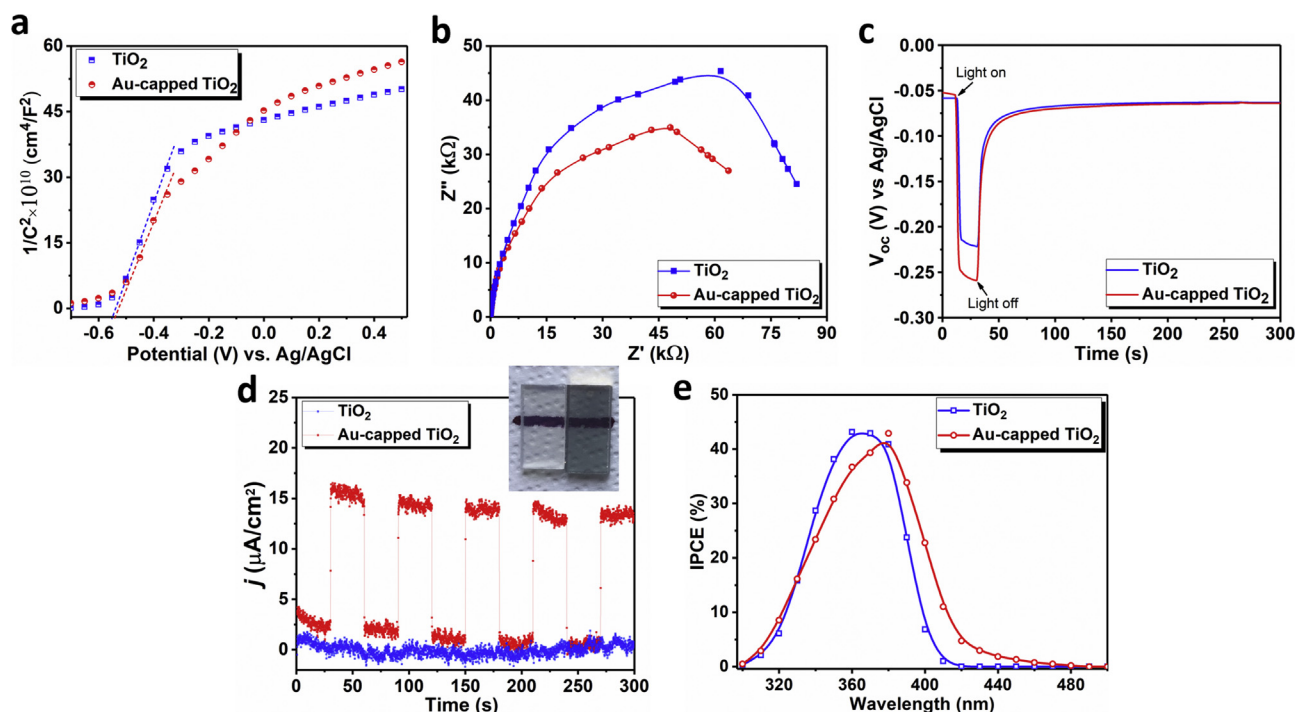 a
60
45
30
15
0
1/C²×10¹⁰ (cm⁴/F²)
TiO₂
Au-capped TiO₂
-0.6 -0.4 -0.2 0.0 0.2 0.4
Potential (V) vs. Ag/AgCl
b
50
40
30
20
10
0
Z'' (kΩ)
TiO₂
Au-capped TiO₂
0 15 30 45 60 75 90
Z' (kΩ)
c
0.00
-0.05
-0.10
-0.15
-0.20
-0.25
-0.30
Voc (V) vs Ag/AgCl
Light on
Light off
TiO₂
Au-capped TiO₂
0 50 100 150 200 250 300
Time (s)
d
25
20
15
10
5
0
j (µA/cm²)
TiO₂
Au-capped TiO₂
0 50 100 150 200 250 300
Time (s)
e
50
40
30
20
10
0
IPCE (%)
TiO₂
Au-capped TiO₂
320 360 400 440 480
Wavelength (nm)